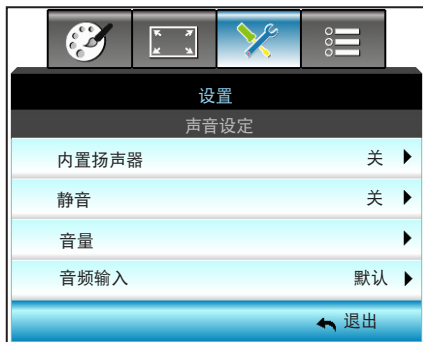 设置
声音设定
内置扬声器 关
静音 关
音量
音频输入 默认
退出